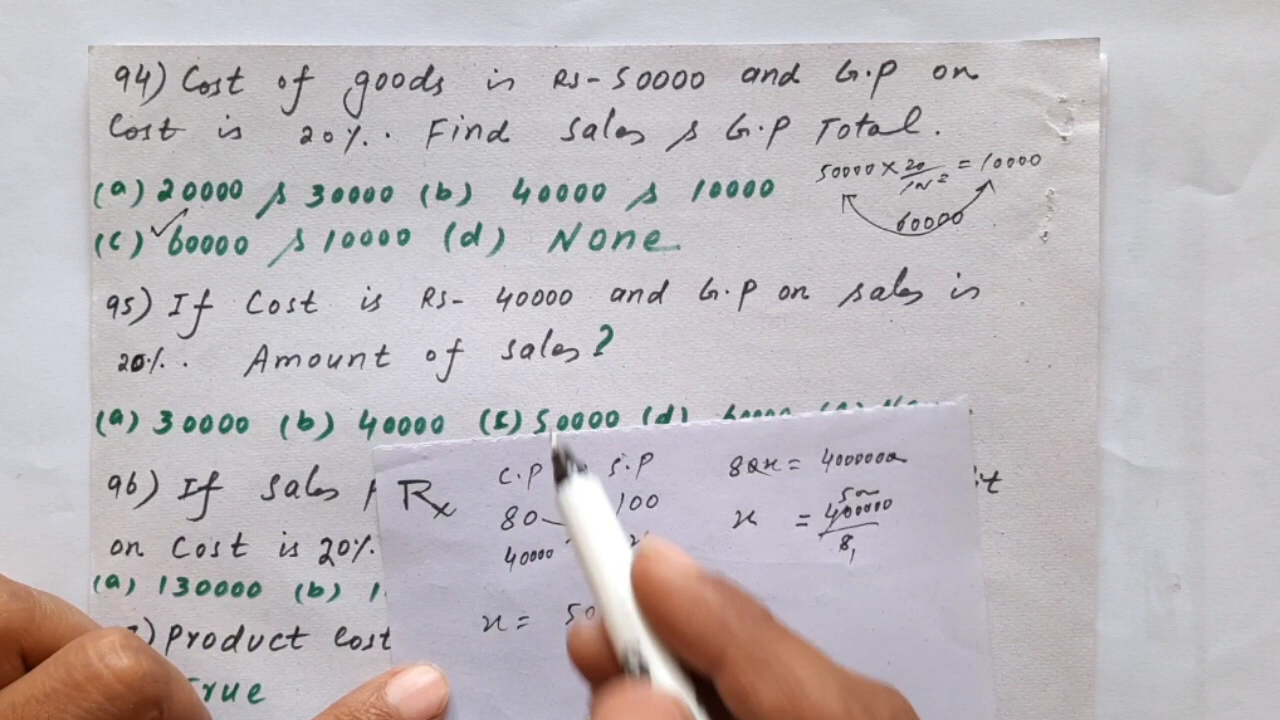 94) Cost of goods is Rs-50000 and G.P on
Cost is 20%. Find Sales & G.P Total.
50000 × 20/100 = 10000
60000
(a) 20000 & 30000 (b) 40000 & 10000
(c) 60000 & 10000 (d) None
95) If Cost is Rs- 40000 and G.P on sales is
20%. Amount of sales?
(a) 30000 (b) 40000 (c) 50000 (d)
96) If Sales
on Cost is 20%.
(a) 130000 (b) 1
Product Cost
True
Rx
C.P S.P
80 100
40000
x = 50
80x = 4000000
x = 400000/8